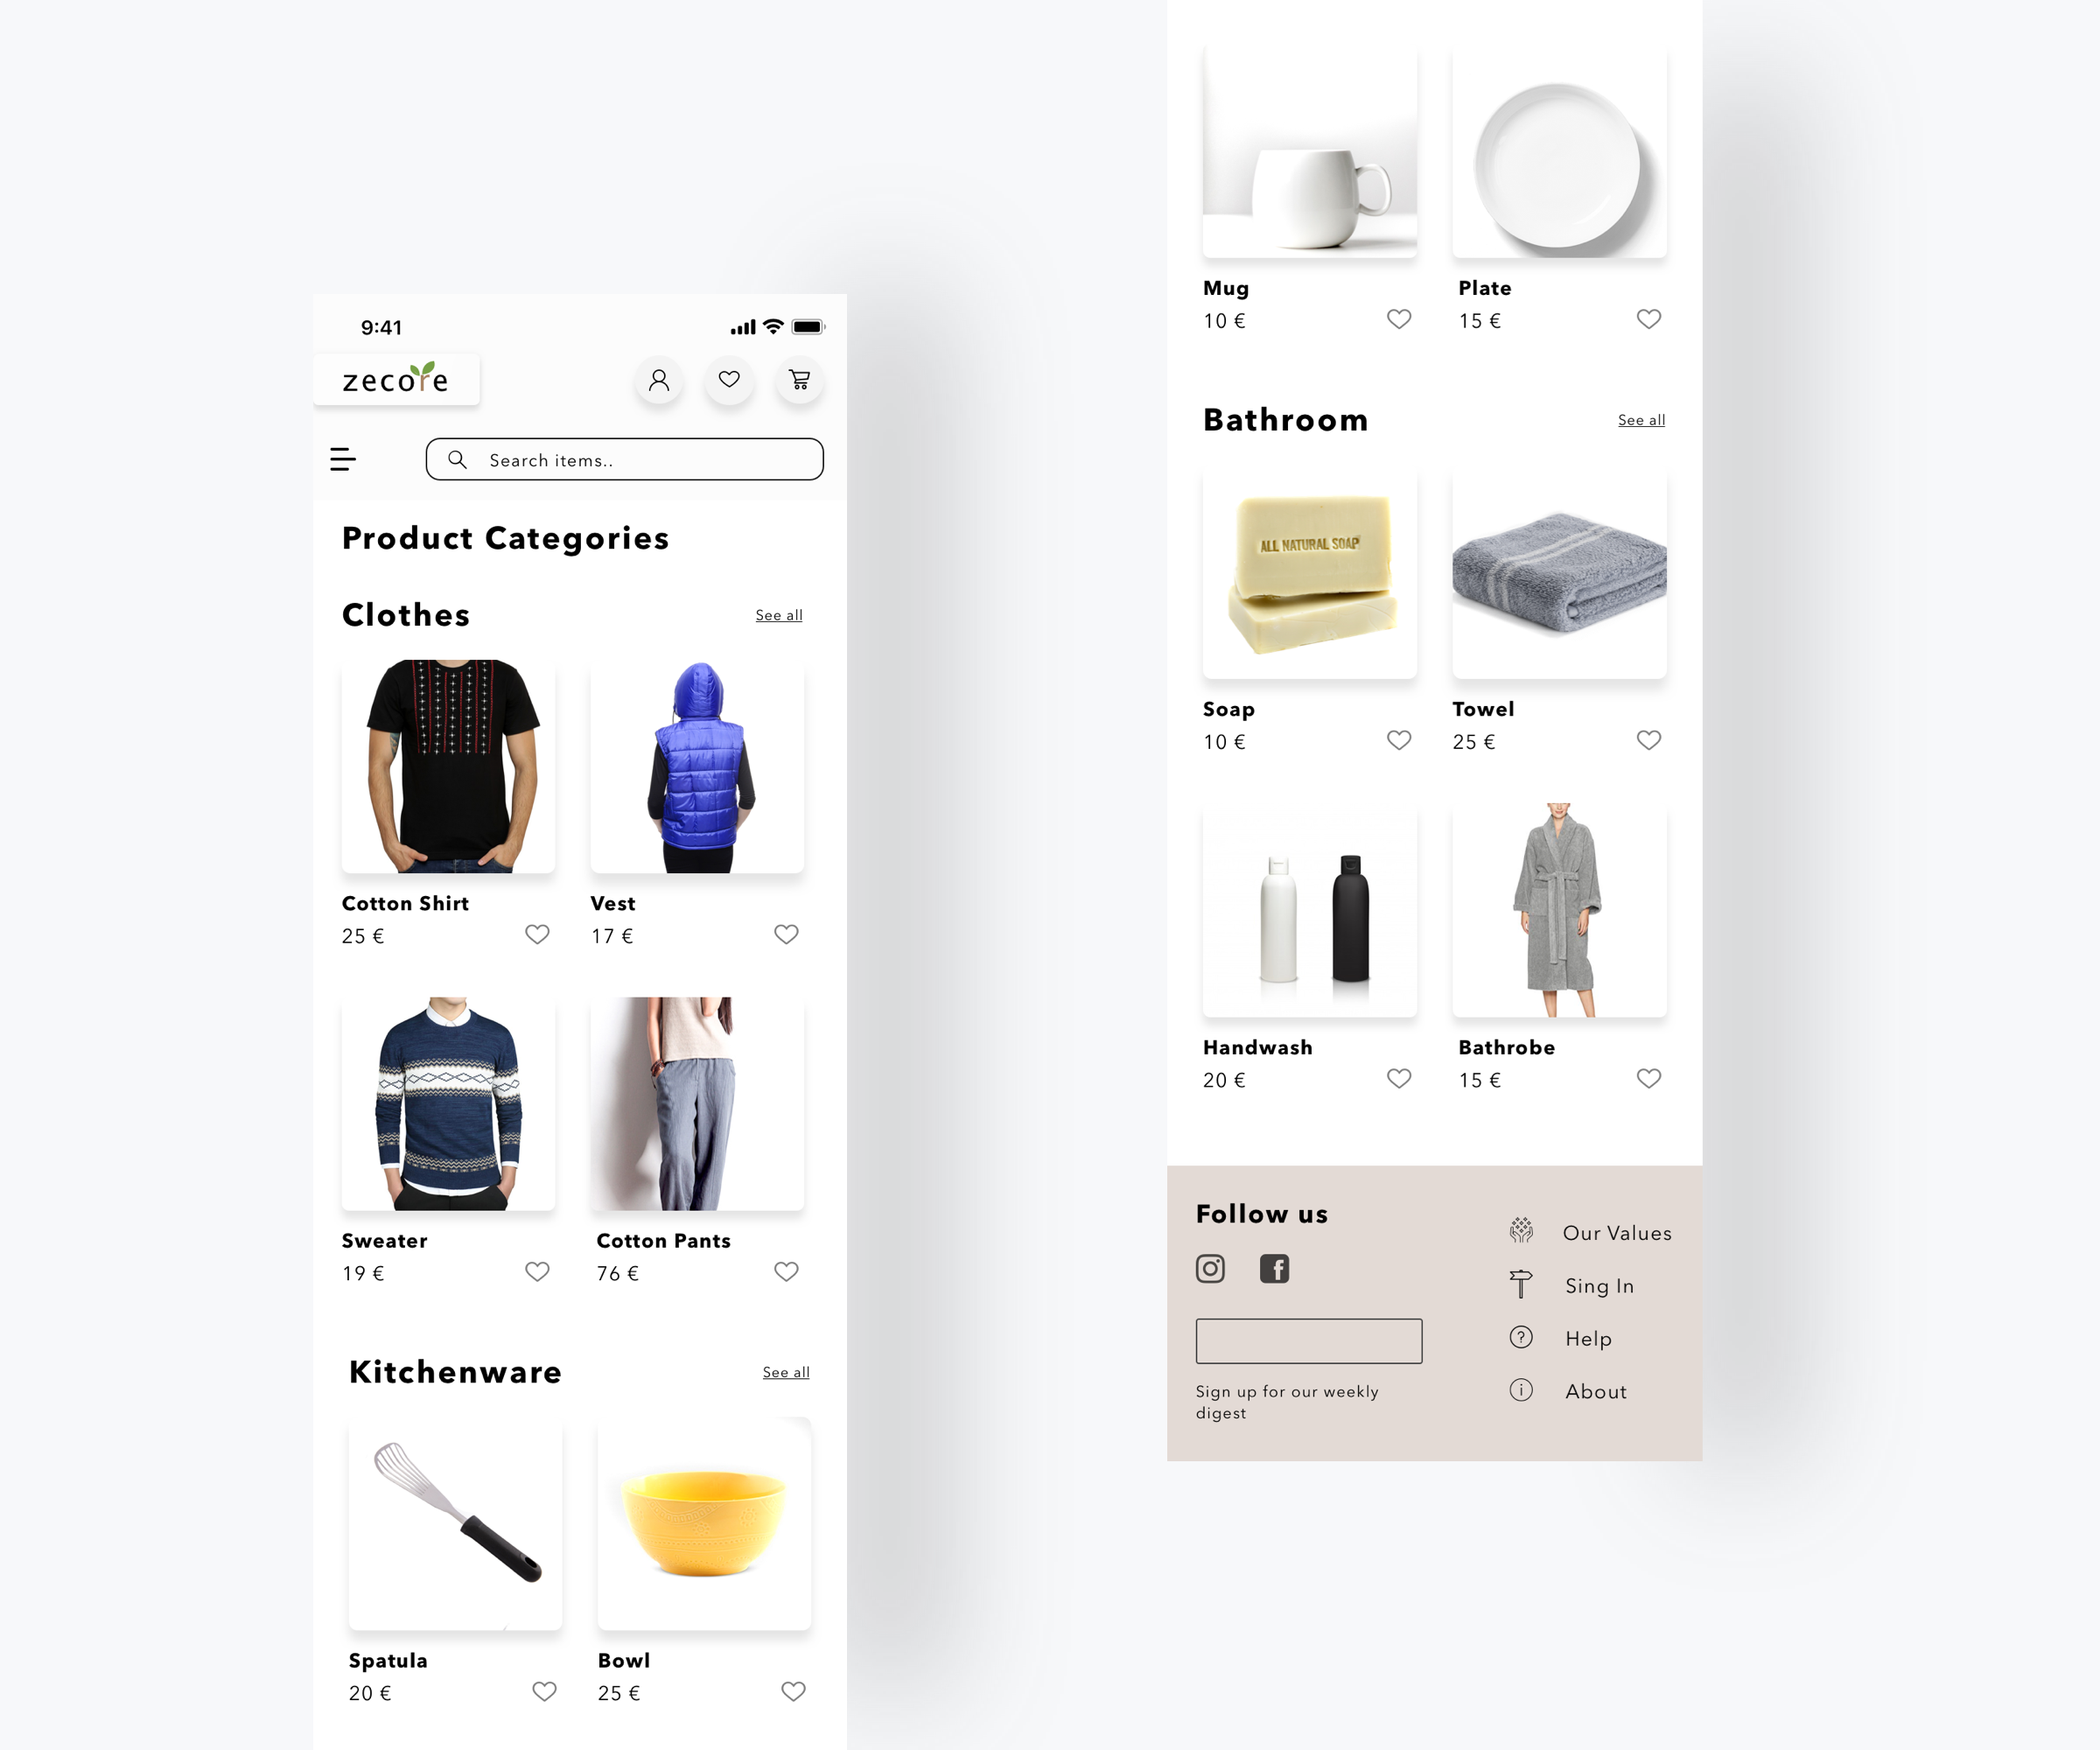 9:41
zecore
Search items..
Product Categories
Clothes
See all
Cotton Shirt
25 €
Vest
17 €
Sweater
19 €
Cotton Pants
76 €
Kitchenware
See all
Spatula
20 €
Bowl
25 €
Mug
10 €
Plate
15 €
Bathroom
See all
ALL NATURAL SOAP
Soap
10 €
Towel
25 €
Handwash
20 €
Bathrobe
15 €
Follow us
Sign up for our weekly
digest
Our Values
Sing In
Help
About